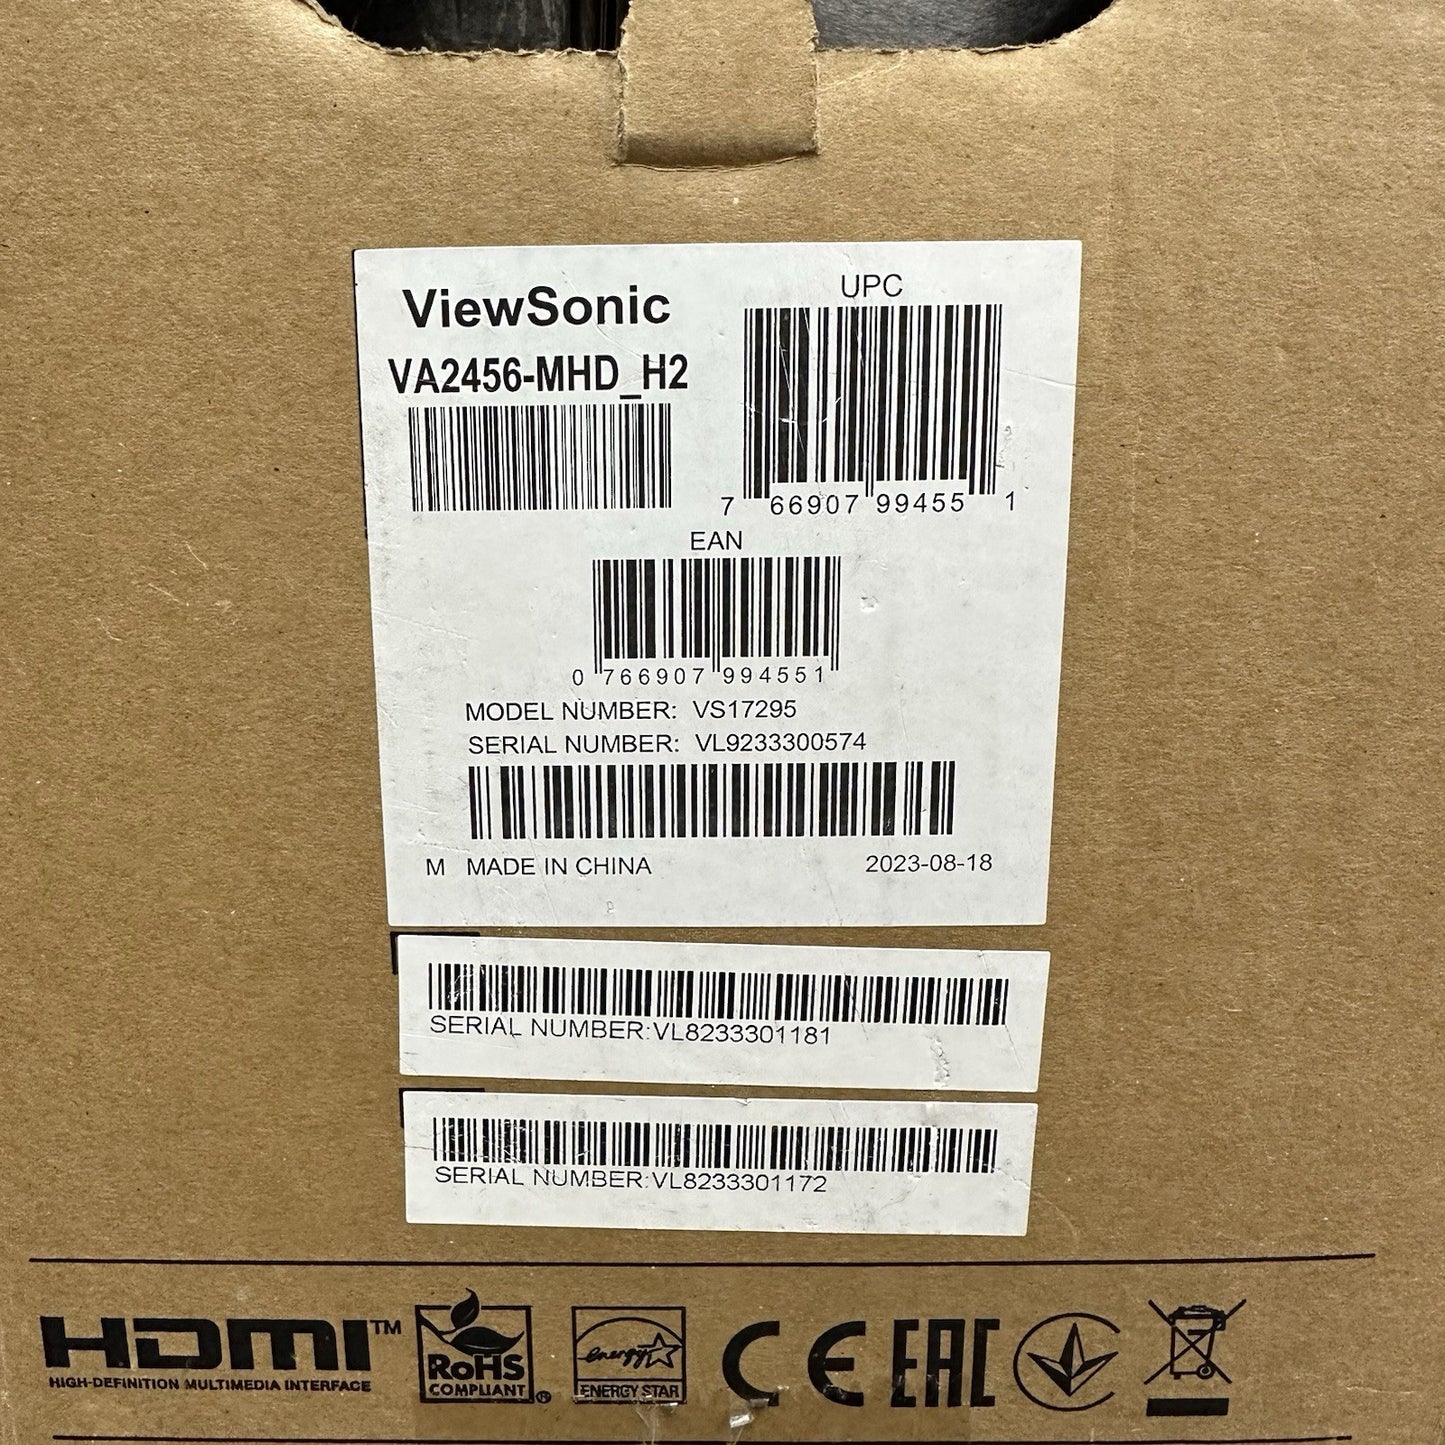 ViewSonic
VA2456-MHD_H2
UPC
7 66907 99455 1
EAN
0 766907 994551
MODEL NUMBER: VS17295
SERIAL NUMBER: VL9233300574
M MADE IN CHINA 2023-08-18
SERIAL NUMBER:VL8233301181
SERIAL NUMBER:VL8233301172
HDMI™
HIGH-DEFINITION MULTIMEDIA INTERFACE
RoHS
COMPLIANT
®
energy
ENERGY STAR
CE
EAC